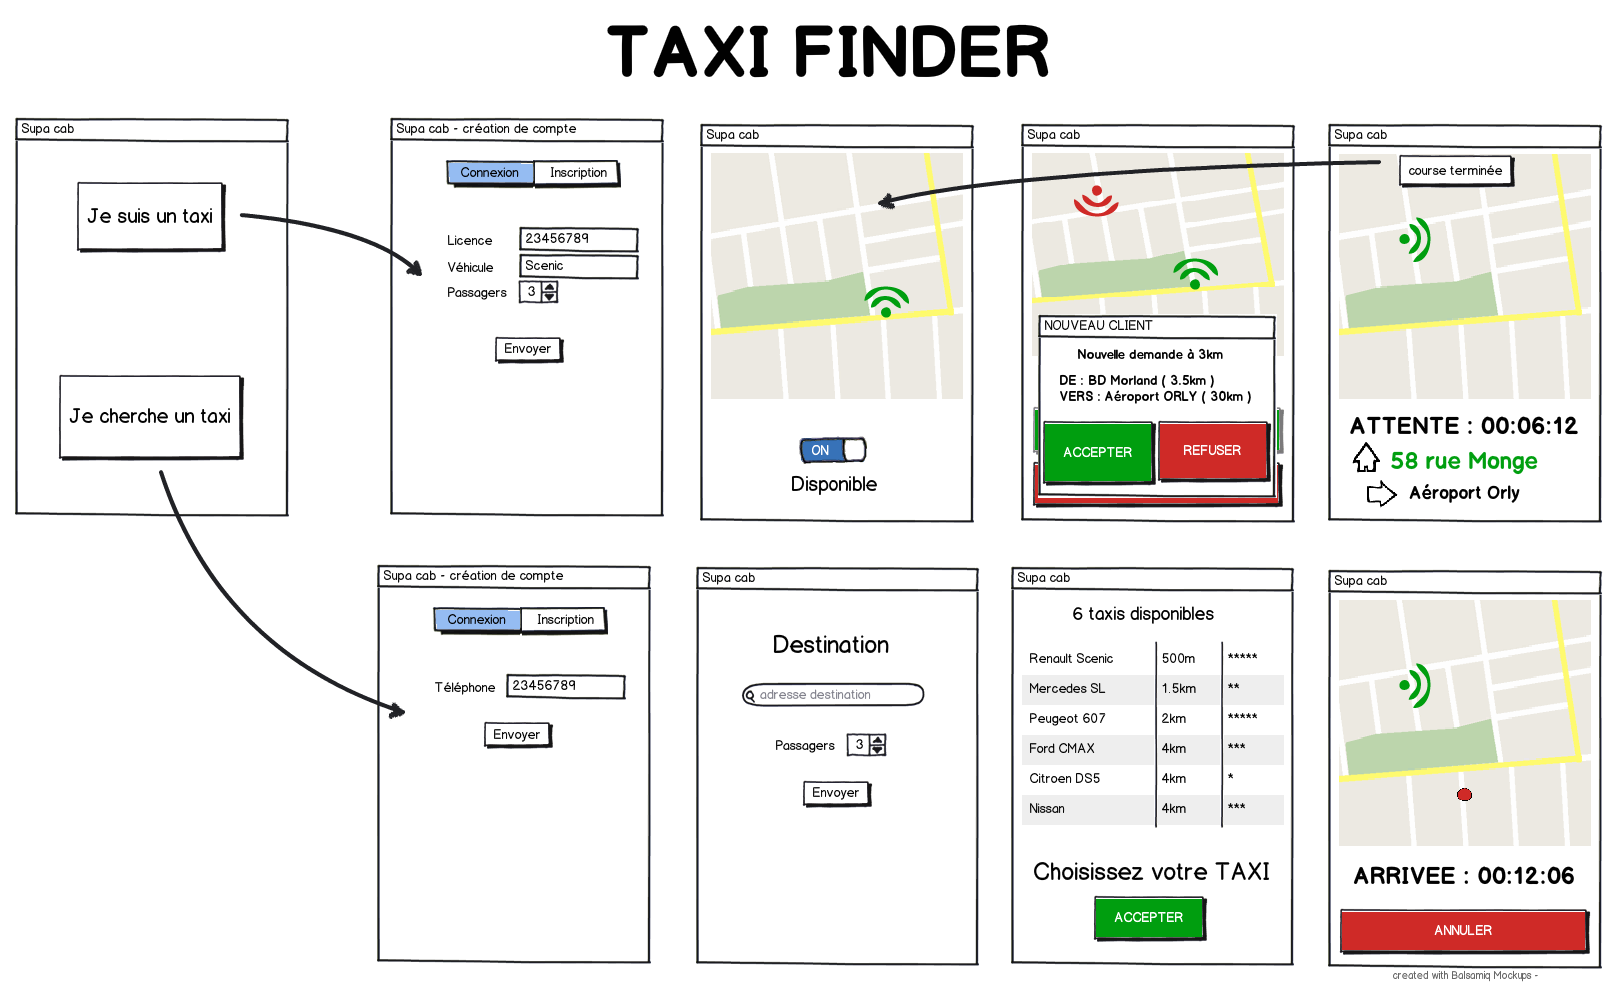 TAXI FINDER
Supa cab
Je suis un taxi
Je cherche un taxi
Supa cab - création de compte
Connexion Inscription
Licence 23456789
Véhicule Scenic
Passagers 3
Envoyer
Supa cab
ON
Disponible
Supa cab
NOUVEAU CLIENT
Nouvelle demande à 3km
DE : BD Morland ( 3.5km )
VERS : Aéroport ORLY ( 30km )
ACCEPTER REFUSER
Supa cab
course terminée
ATTENTE : 00:06:12
58 rue Monge
Aéroport Orly
Supa cab - création de compte
Connexion Inscription
Téléphone 23456789
Envoyer
Supa cab
Destination
adresse destination
Passagers 3
Envoyer
Supa cab
6 taxis disponibles
Renault Scenic 500m *****
Mercedes SL 1.5km **
Peugeot 607 2km *****
Ford CMAX 4km ***
Citroen DS5 4km *
Nissan 4km ***
Choisissez votre TAXI
ACCEPTER
Supa cab
ARRIVEE : 00:12:06
ANNULER
created with Balsamiq Mockups -